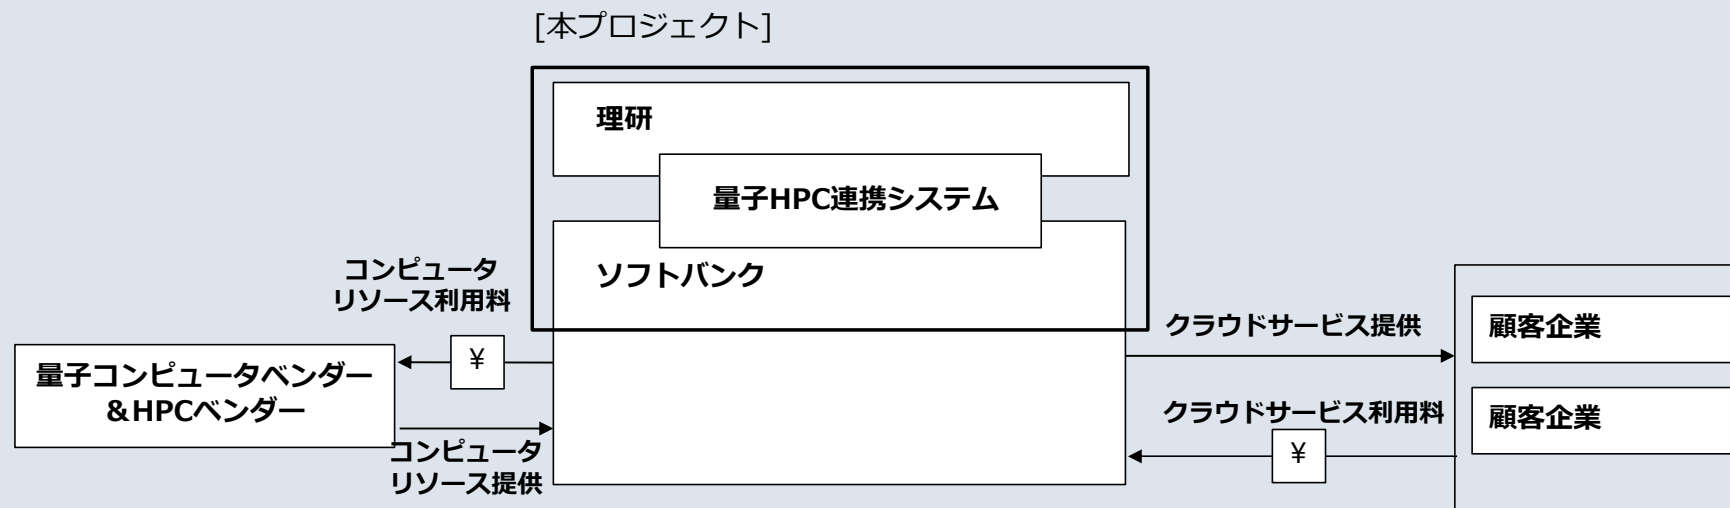 [本プロジェクト]
理研
量子HPC連携システム
ソフトバンク
コンピュータ
リソース利用料
¥
量子コンピュータベンダー
&HPCベンダー
コンピュータ
リソース提供
クラウドサービス提供
クラウドサービス利用料
¥
顧客企業
顧客企業